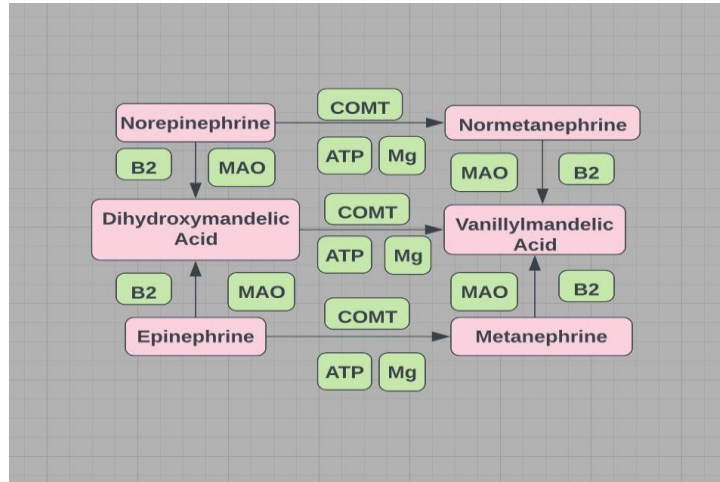 COMT
Norepinephrine
Normetanephrine
ATP
Mg
B2
MAO
MAO
B2
Dihydroxymandelic
Acid
COMT
Vanillylmandelic
Acid
ATP
Mg
B2
MAO
MAO
B2
COMT
Epinephrine
Metanephrine
ATP
Mg